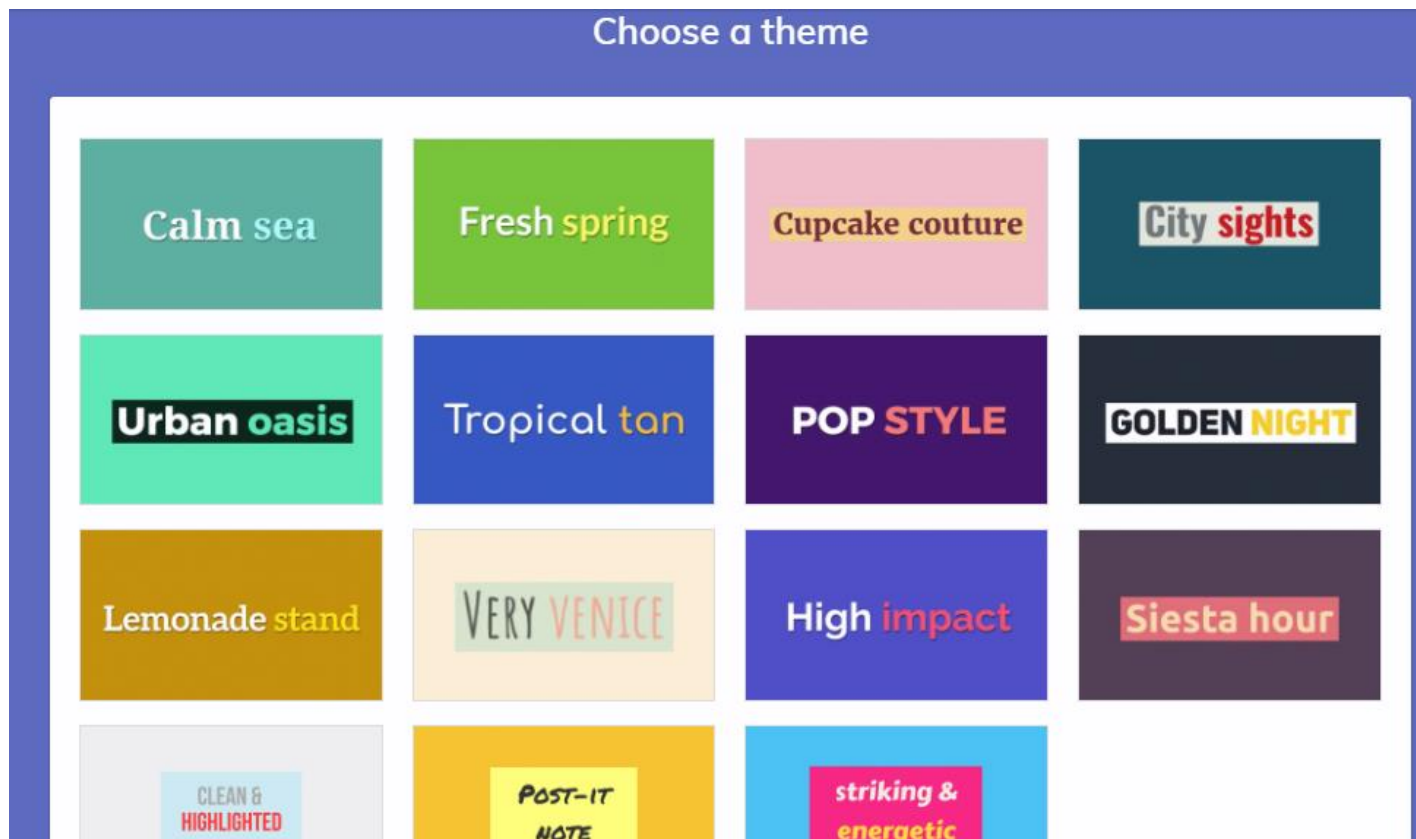 Choose a theme
Calm sea
Fresh spring
Cupcake couture
City sights
Urban oasis
Tropical tan
POP STYLE
GOLDEN NIGHT
Lemonade stand
VERY VENICE
High impact
Siesta hour
CLEAN &
HIGHLIGHTED
POST-IT
NOTE
striking &
energetic